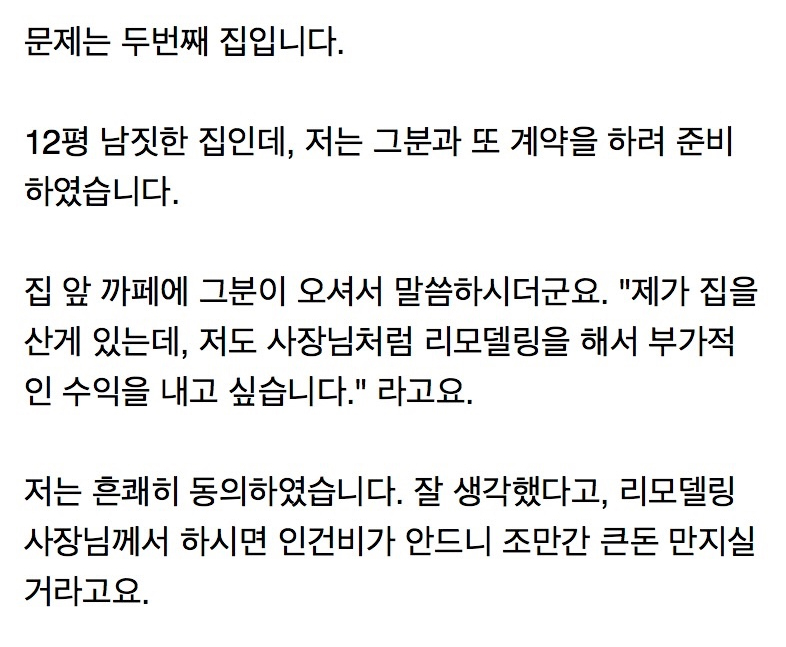 문제는 두번째 집입니다.
12평 남짓한 집인데, 저는 그분과 또 계약을 하려 준비
하였습니다.
집 앞 까페에 그분이 오셔서 말씀하시더군요. "제가 집을
산게 있는데, 저도 사장님처럼 리모델링을 해서 부가적
인 수익을 내고 싶습니다." 라고요.
저는 흔쾌히 동의하였습니다. 잘 생각했다고, 리모델링
사장님께서 하시면 인건비가 안드니 조만간 큰돈 만지실
거라고요.